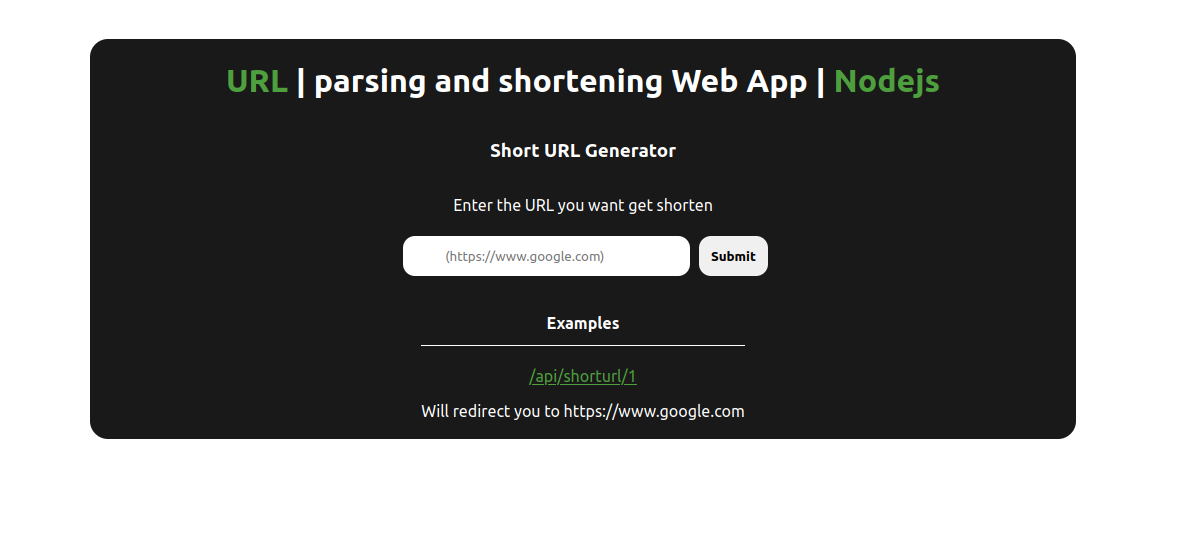 URL | parsing and shortening Web App | Nodejs
Short URL Generator
Enter the URL you want get shorten
(https://www.google.com)
Submit
Examples
/api/shorturl/1
Will redirect you to https://www.google.com